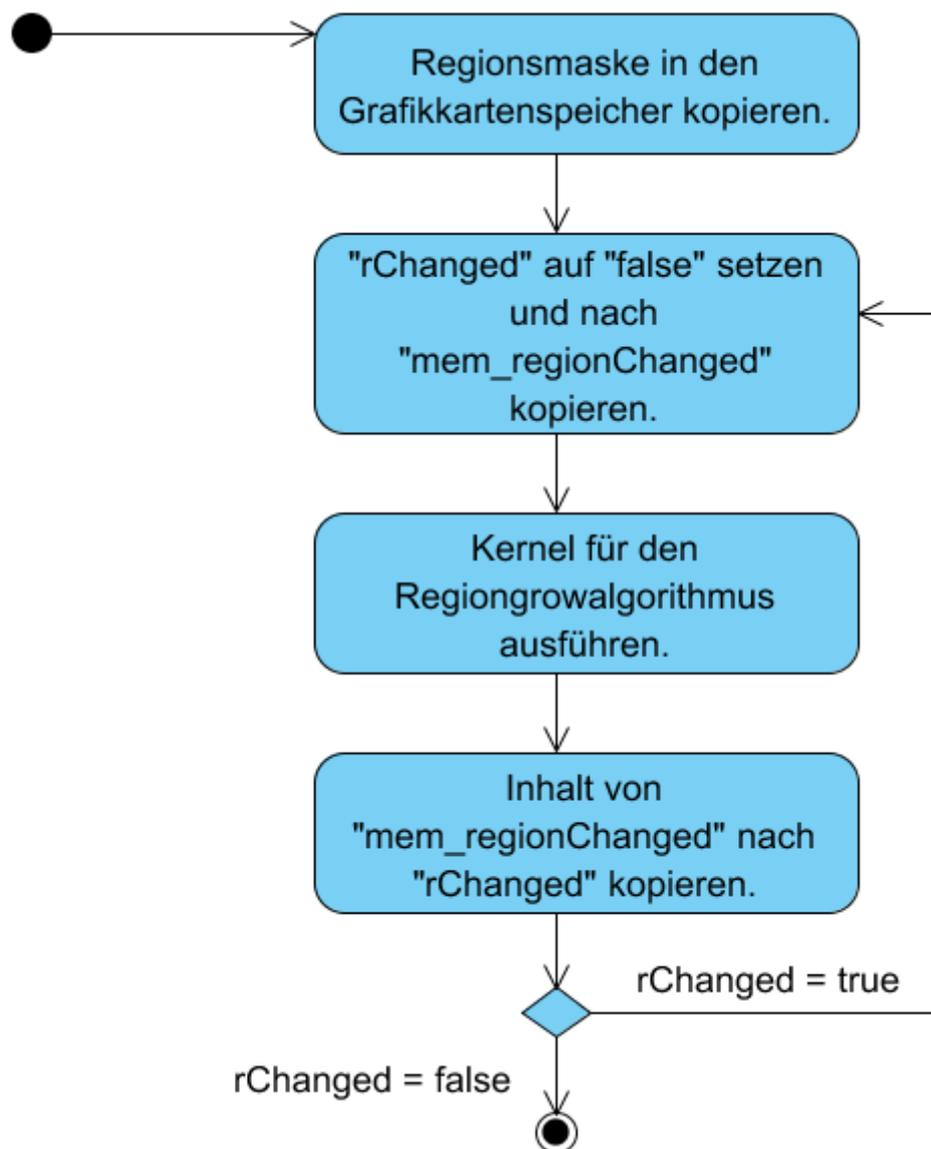 Regionsmaske in den
Grafikkartenspeicher kopieren.
"rChanged" auf "false" setzen
und nach
"mem_regionChanged"
kopieren.
Kernel für den
Regiongrowalgorithmus
ausführen.
Inhalt von
"mem_regionChanged" nach
"rChanged" kopieren.
rChanged = true
rChanged = false